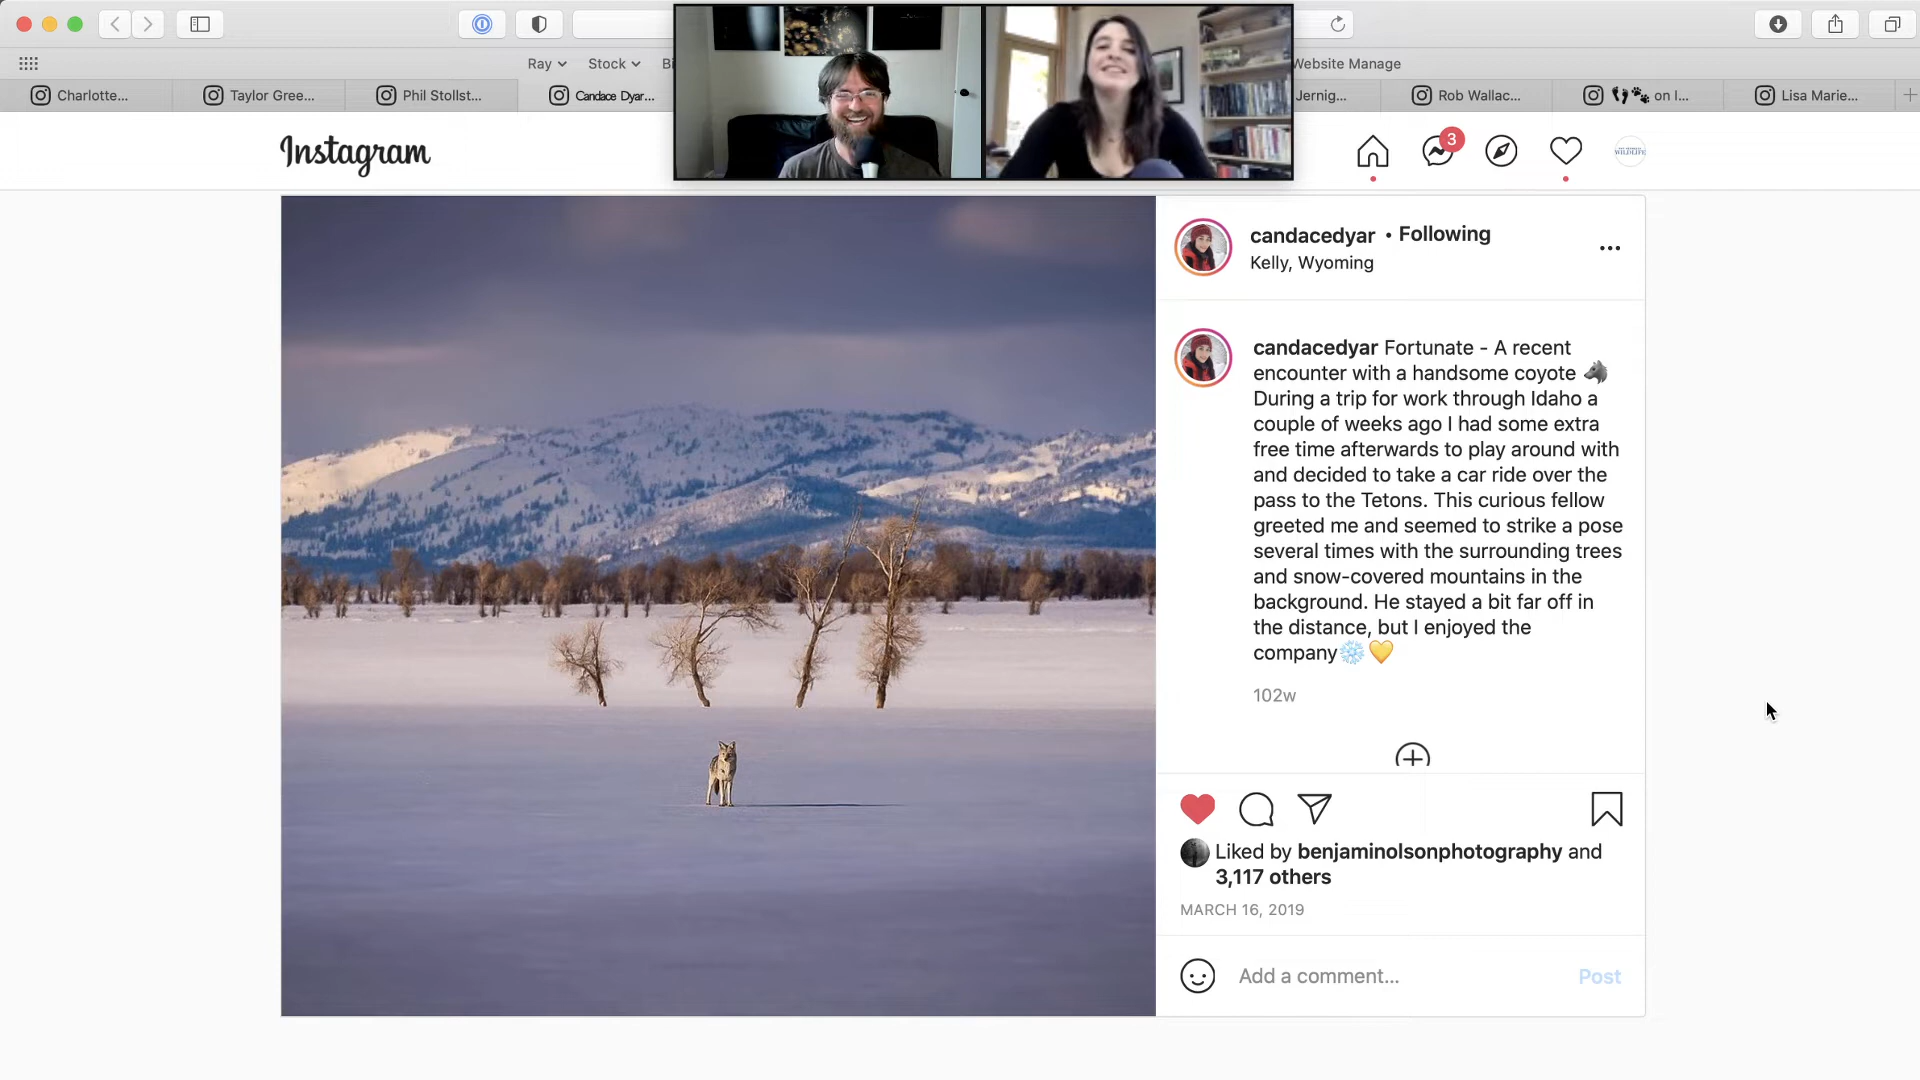 Ray
Stock
Website Manage
Charlotte...
Taylor Gree...
Phil Stollst...
Candace Dyar...
Jernig...
Rob Wallac...
on I...
Lisa Marie...
Instagram
3
candacedyar • Following
Kelly, Wyoming
candacedyar Fortunate - A recent
encounter with a handsome coyote 🐺
During a trip for work through Idaho a
couple of weeks ago I had some extra
free time afterwards to play around with
and decided to take a car ride over the
pass to the Tetons. This curious fellow
greeted me and seemed to strike a pose
several times with the surrounding trees
and snow-covered mountains in the
background. He stayed a bit far off in
the distance, but I enjoyed the
company❄️💛
102w
Liked by benjaminolsonphotography and
3,117 others
MARCH 16, 2019
Add a comment...
Post